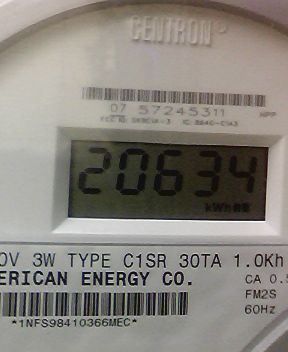 CENTRON®
07 57245311
HPP
20634
kWh
0V 3W TYPE C1SR 30TA 1.0Kh
ERICAN ENERGY CO.
CA 0.5
FM2S
60Hz
*1NFS98410366MEC*